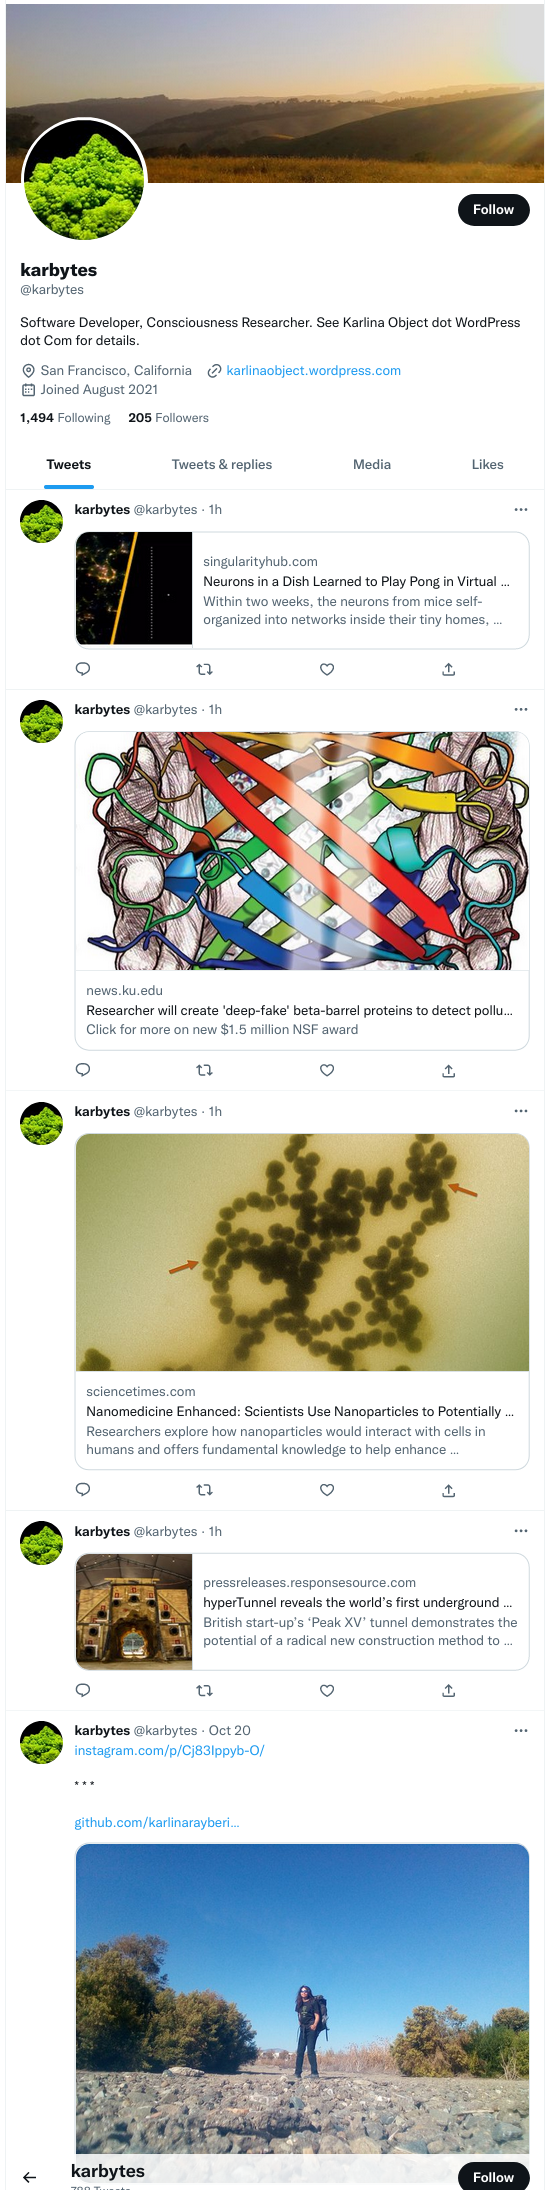 Follow
karbytes
@karbytes
Software Developer, Consciousness Researcher. See Karlina Object dot WordPress
dot Com for details.
San Francisco, California karlinaobject.wordpress.com
Joined August 2021
1,494 Following 205 Followers
Tweets Tweets & replies Media Likes
karbytes @karbytes · 1h
singularityhub.com
Neurons in a Dish Learned to Play Pong in Virtual ...
Within two weeks, the neurons from mice self-
organized into networks inside their tiny homes, ...
karbytes @karbytes · 1h
news.ku.edu
Researcher will create 'deep-fake' beta-barrel proteins to detect pollu...
Click for more on new $1.5 million NSF award
karbytes @karbytes · 1h
sciencetimes.com
Nanomedicine Enhanced: Scientists Use Nanoparticles to Potentially ...
Researchers explore how nanoparticles would interact with cells in
humans and offers fundamental knowledge to help enhance ...
karbytes @karbytes · 1h
pressreleases.responsesource.com
hyperTunnel reveals the world's first underground ...
British start-up's ‘Peak XV’ tunnel demonstrates the
potential of a radical new construction method to ...
karbytes @karbytes · Oct 20
instagram.com/p/Cj83Ippyb-O/
* * *
github.com/karlinarayberi...
karbytes
Follow